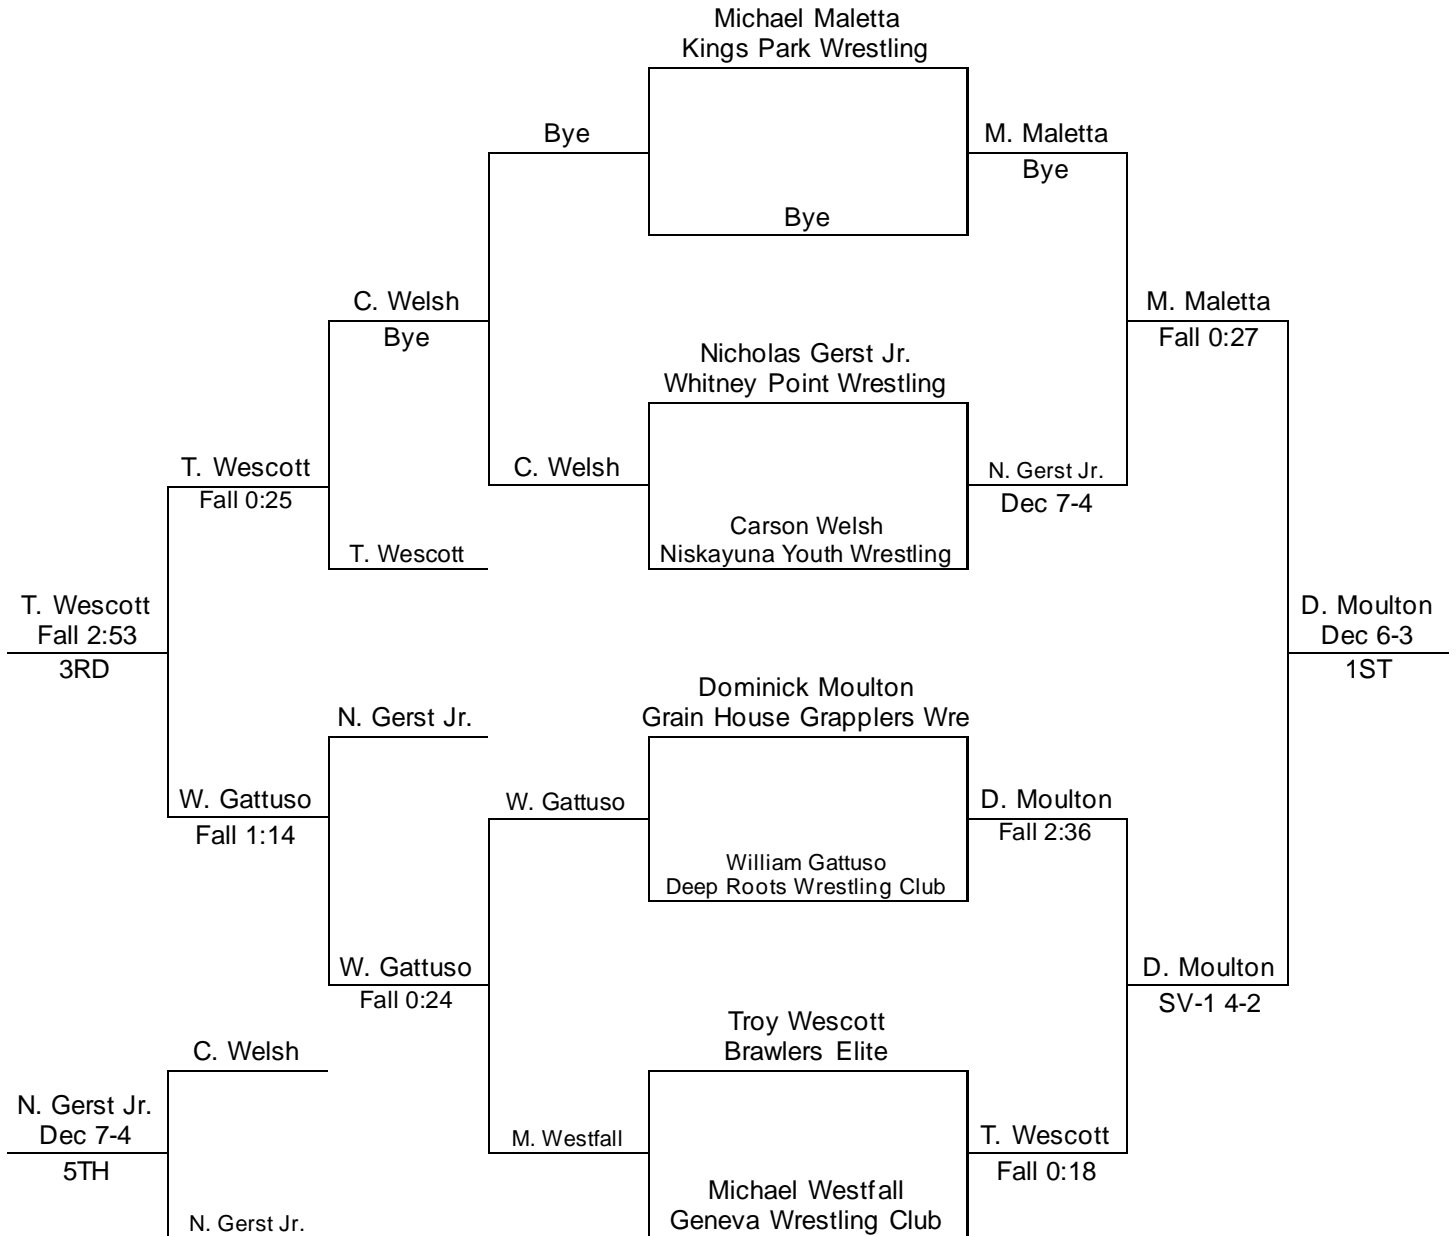 Michael Maletta
Kings Park Wrestling
Bye
M. Maletta
Bye
Bye
C. Welsh
Bye
M. Maletta
Fall 0:27
Nicholas Gerst Jr.
Whitney Point Wrestling
T. Wescott
Fall 0:25
C. Welsh
N. Gerst Jr.
Dec 7-4
Carson Welsh
Niskayuna Youth Wrestling
T. Wescott
T. Wescott
Fall 2:53
3RD
D. Moulton
Dec 6-3
1ST
Dominick Moulton
Grain House Grapplers Wre
N. Gerst Jr.
W. Gattuso
Fall 1:14
W. Gattuso
D. Moulton
Fall 2:36
William Gattuso
Deep Roots Wrestling Club
W. Gattuso
Fall 0:24
D. Moulton
SV-1 4-2
Troy Wescott
Brawlers Elite
C. Welsh
N. Gerst Jr.
Dec 7-4
5TH
M. Westfall
T. Wescott
Fall 0:18
Michael Westfall
Geneva Wrestling Club
N. Gerst Jr.